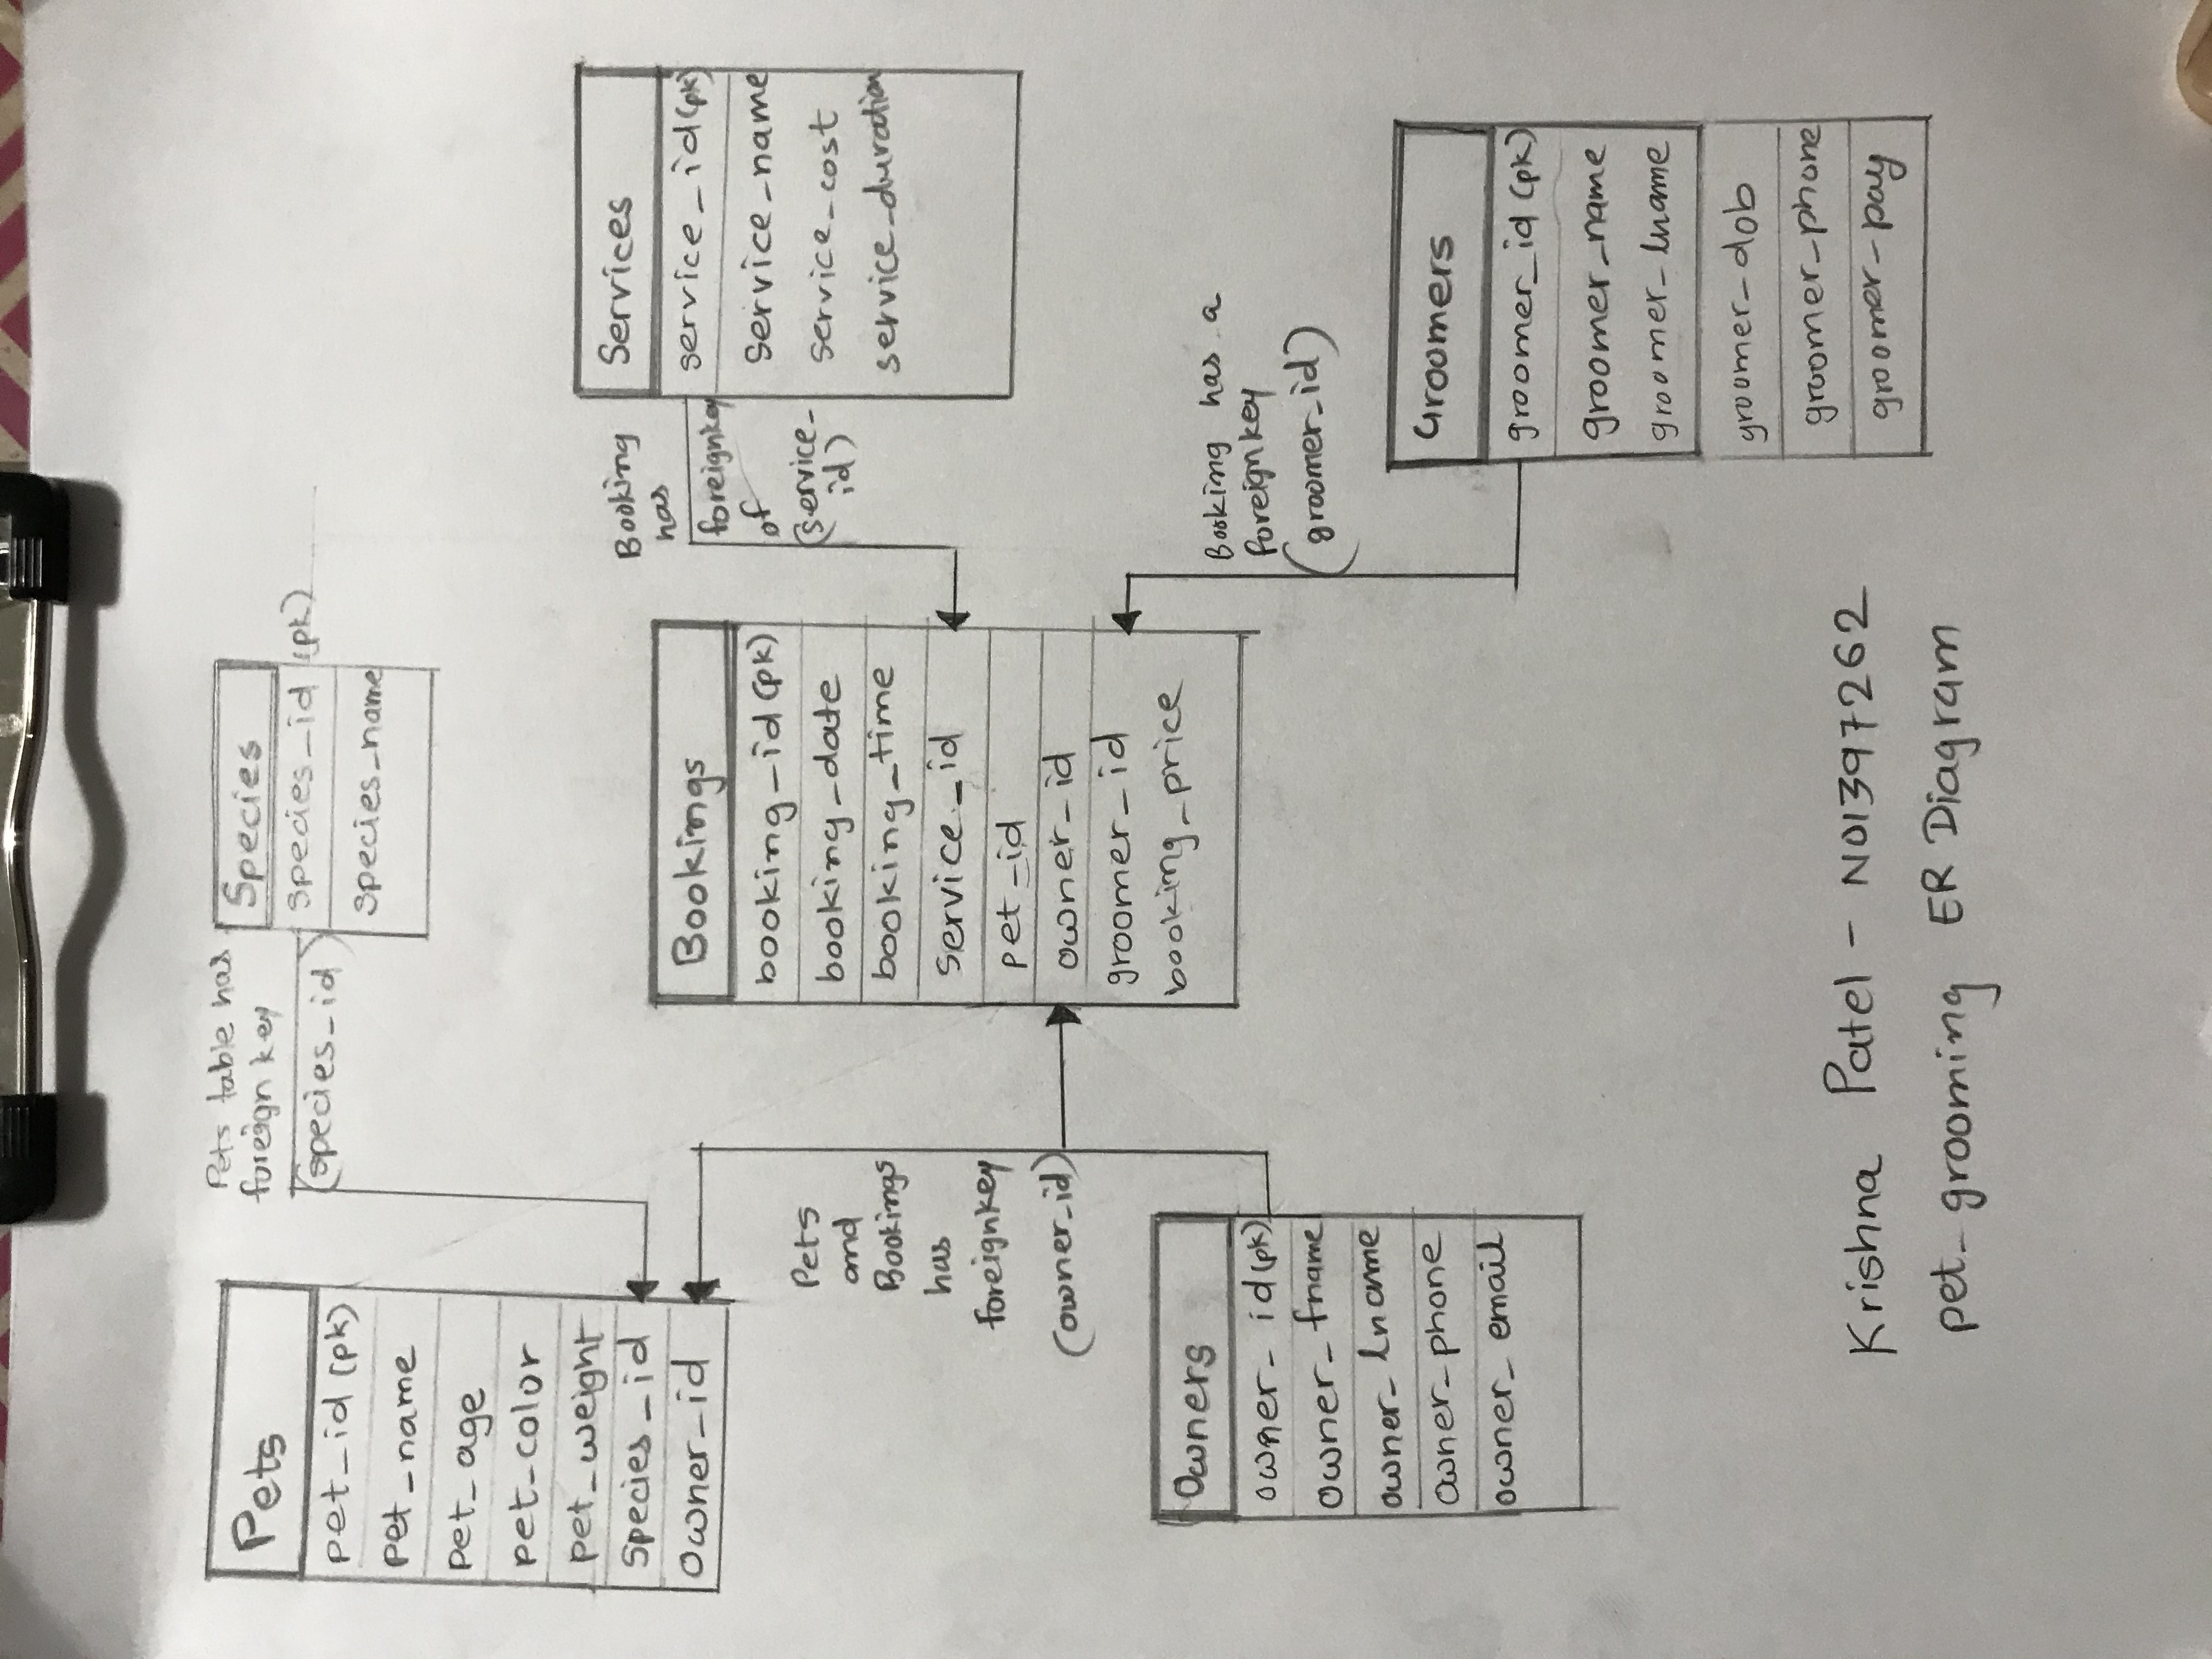 Pets
pet_id (pk)
pet_name
pet_age
pet_color
pet_weight
species_id
owner_id
Pets table has
foreign key
(species_id)
Species
species_id (pk)
species_name
Booking
has
foreignkey
of
(service_
id)
Services
service_id (pk)
service_name
service_cost
service_duration
Bookings
booking_id (pk)
booking_date
booking_time
service_id
pet_id
owner_id
groomer_id
booking_price
Pets
and
Bookings
has
foreignkey
(owner_id)
Owners
owner_id (pk)
owner_fname
owner_lname
owner_phone
owner_email
Booking has a
foreignkey
(groomer_id)
Groomers
groomer_id (pk)
groomer_name
groomer_lname
groomer_dob
groomer_phone
groomer_pay
Krishna Patel - N01397262
pet_grooming ER Diagram